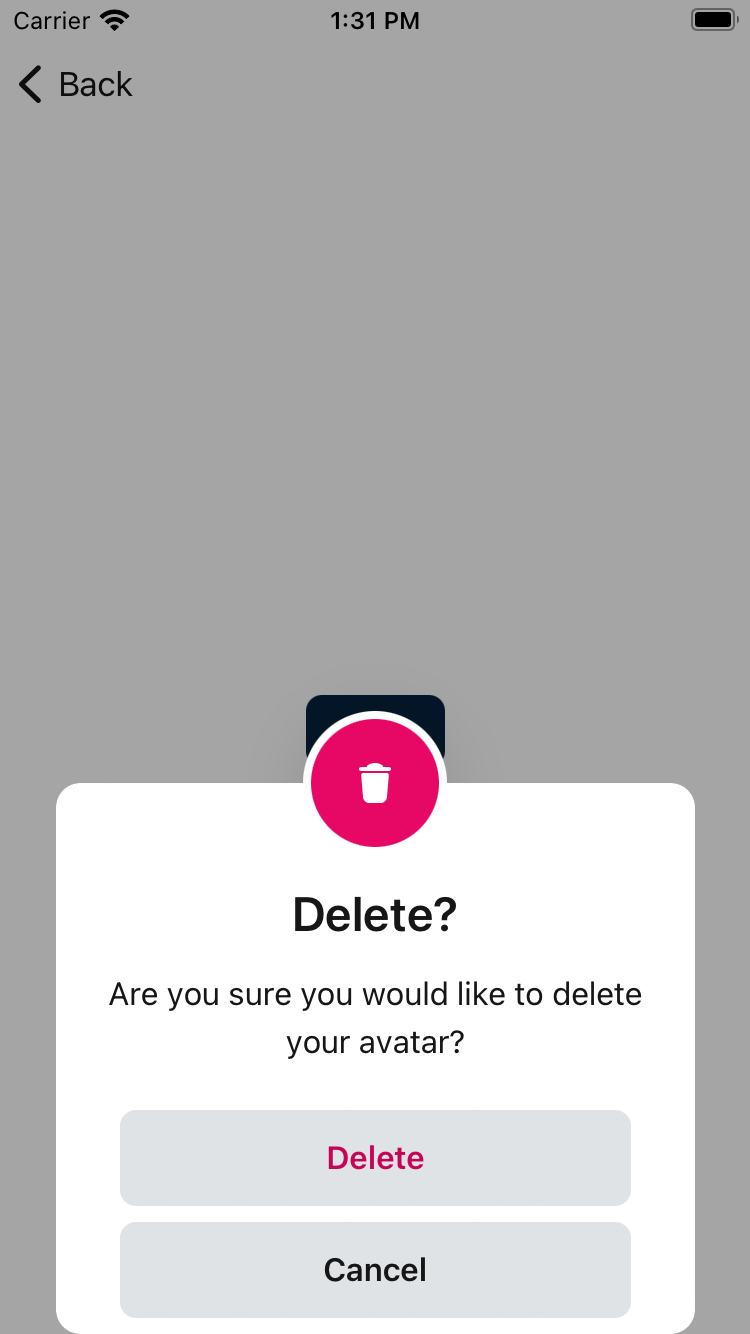 Carrier
1:31 PM
Back
Delete?
Are you sure you would like to delete
your avatar?
Delete
Cancel